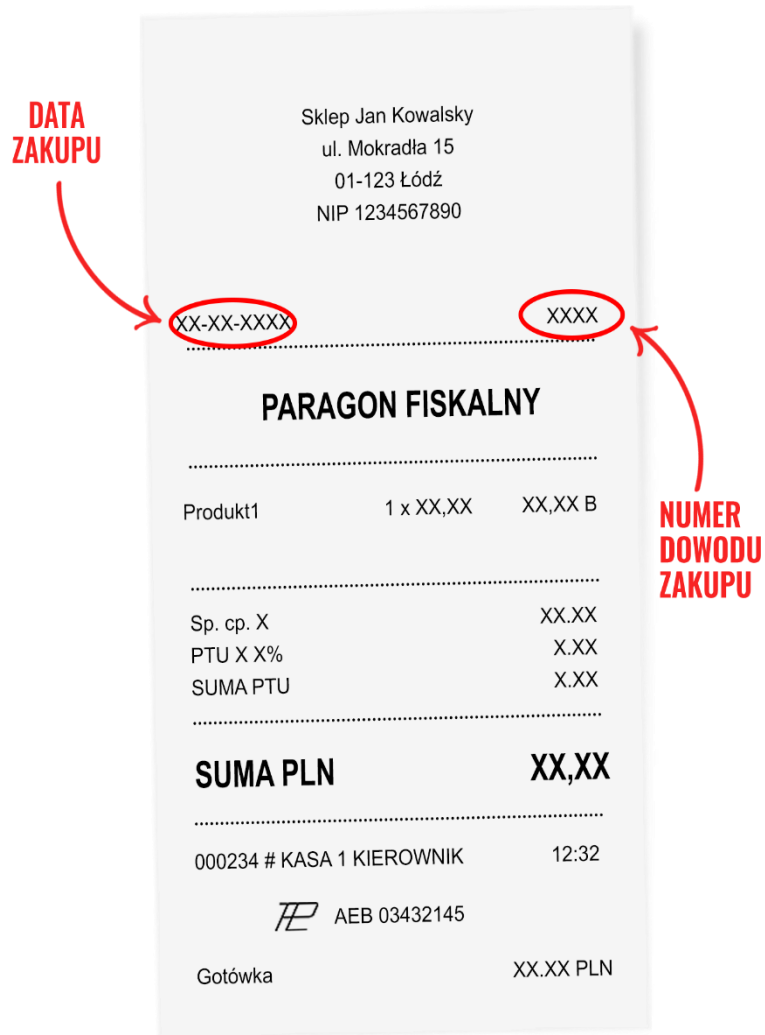 DATA
ZAKUPU
Sklep Jan Kowalsky
ul. Mokradła 15
01-123 Łódź
NIP 1234567890
XX-XX-XXXX XXXX
PARAGON FISKALNY
Produkt1 1 x XX,XX XX,XX B
NUMER
DOWODU
ZAKUPU
Sp. cp. X XX.XX
PTU X X% X.XX
SUMA PTU X.XX
SUMA PLN XX,XX
000234 # KASA 1 KIEROWNIK 12:32
AEB 03432145
Gotówka XX.XX PLN